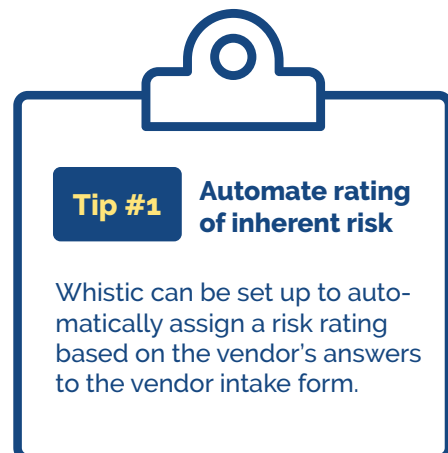 Tip #1
Automate rating
of inherent risk
Whistic can be set up to auto-
matically assign a risk rating
based on the vendor's answers
to the vendor intake form.